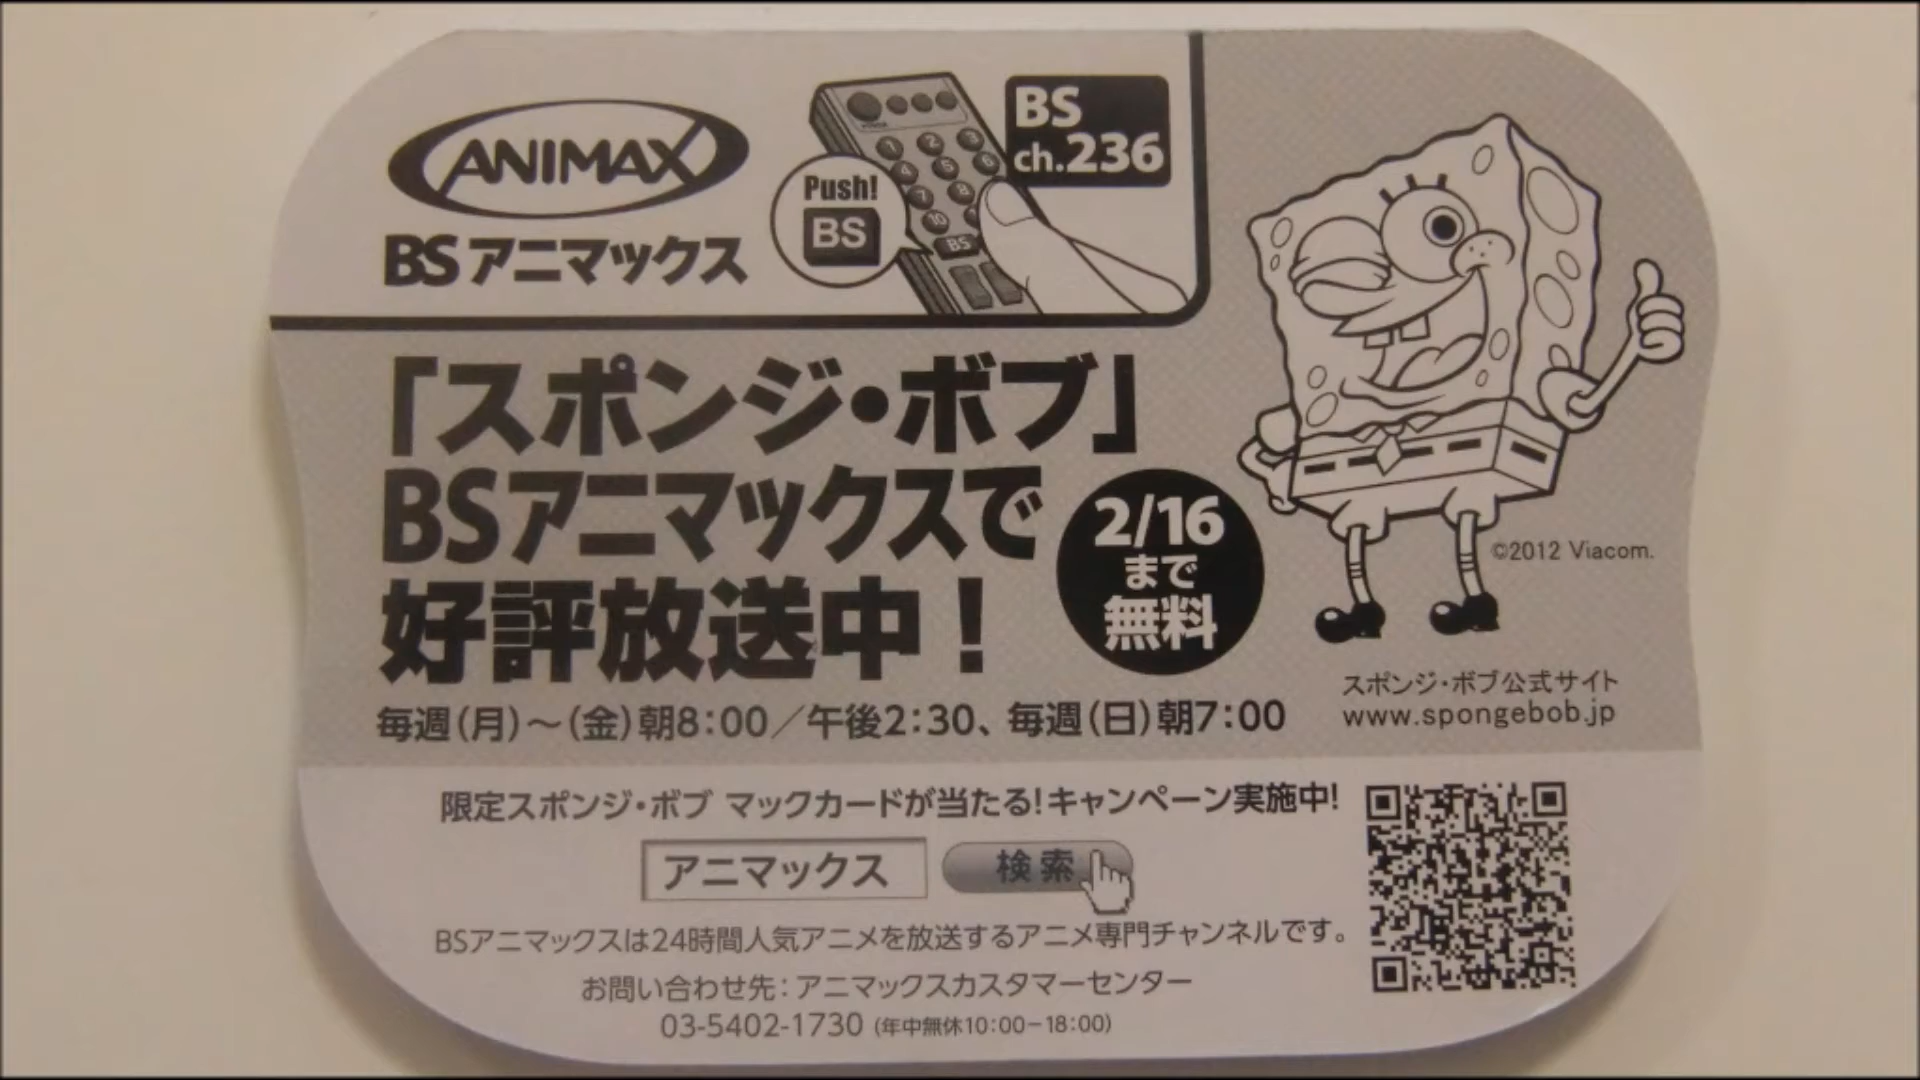 ANIMAX
BSアニマックス
Push!
BS
BS
ch.236
1 2 3
4 5 6
7 8
10
BS
「スポンジ・ボブ」
BSアニマックスで
好評放送中!
2/16
まで
無料
©2012 Viacom.
毎週(月)~(金)朝8:00/午後2:30、毎週(日)朝7:00
スポンジ・ボブ公式サイト
www.spongebob.jp
限定スポンジ・ボブ マックカードが当たる!キャンペーン実施中!
アニマックス
検索
BSアニマックスは24時間人気アニメを放送するアニメ専門チャンネルです。
お問い合わせ先:アニマックスカスタマーセンター
03-5402-1730 (年中無休10:00-18:00)